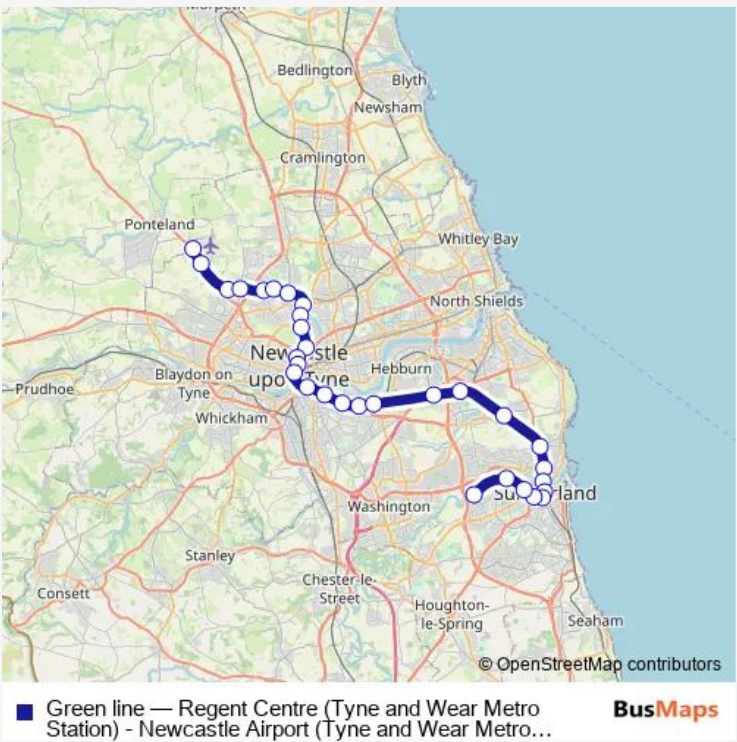 Morpeth
Bedlington
Blyth
Newsham
Cramlington
Ponteland
Whitley Bay
North Shields
Newcastle
upon Tyne
Hebburn
Blaydon on
Tyne
Prudhoe
Whickham
Sunderland
Washington
Stanley
Chester-le-
Street
Consett
Houghton-
le-Spring
Seaham
© OpenStreetMap contributors
Green line — Regent Centre (Tyne and Wear Metro
Station) - Newcastle Airport (Tyne and Wear Metro...
BusMaps